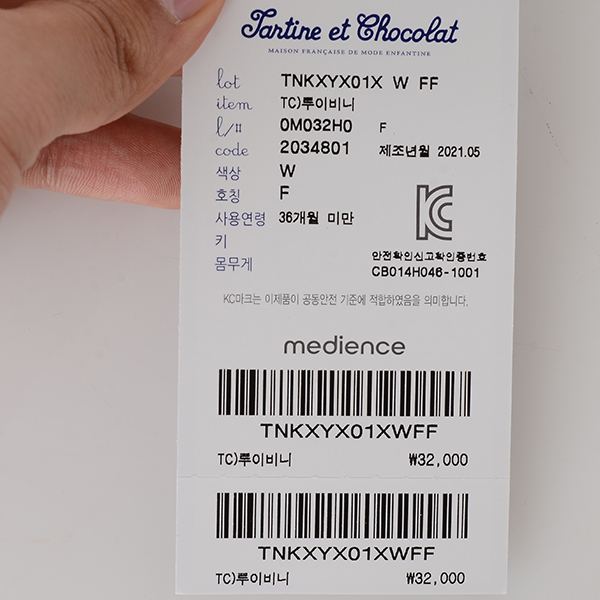 Tartine et Chocolat
MAISON FRANÇAISE DE MODE ENFANTINE
lot TNKXYX01X W FF
item TC)루이비니
l/# 0M032H0 F
code 2034801 제조년월 2021.05
색상 W
호칭 F
사용연령 36개월 미만
키
몸무게
안전확인신고확인증번호
CB014H046-1001
KC마크는 이제품이 공통안전 기준에 적합하였음을 의미합니다.
medience
TNKXYX01XWFF
TC)루이비니 ₩32,000
TNKXYX01XWFF
TC)루이비니 ₩32,000